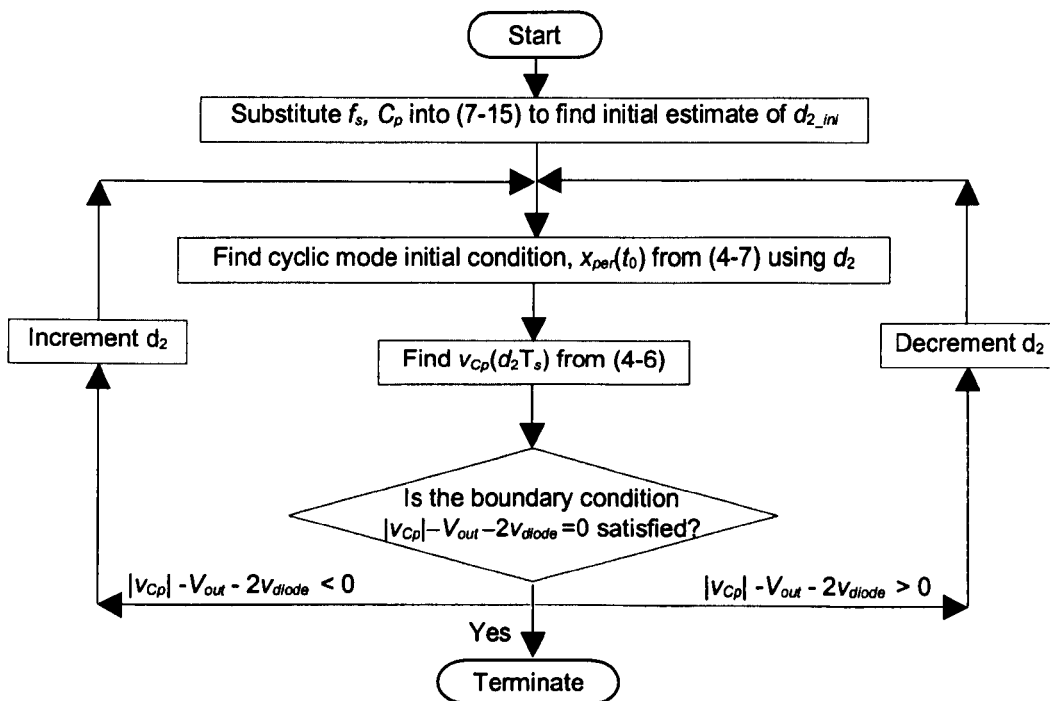 Start
Substitute fs, Cp into (7-15) to find initial estimate of d2_ini
Find cyclic mode initial condition, xper(t0) from (4-7) using d2
Increment d2
Decrement d2
Find vCp(d2Ts) from (4-6)
Is the boundary condition
|vCp|−Vout−2vdiode=0 satisfied?
|vCp| -Vout - 2vdiode < 0
|vCp| -Vout - 2vdiode > 0
Yes
Terminate